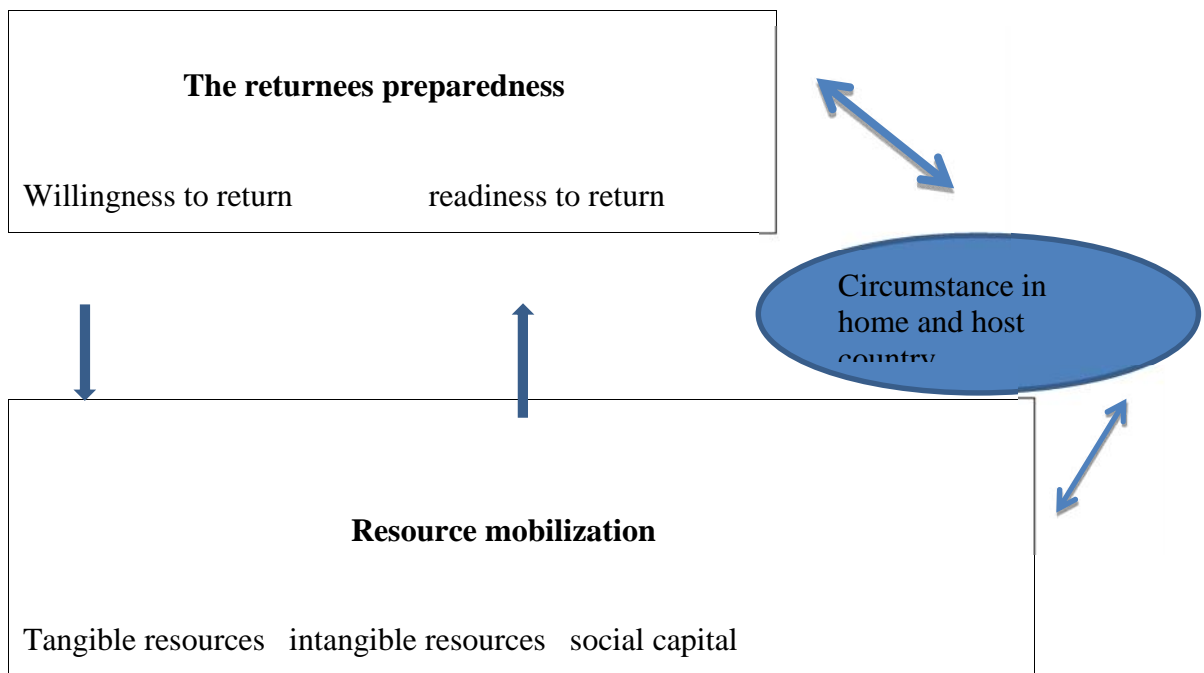 The returnees preparedness
Willingness to return readiness to return
Circumstance in
home and host
country
Resource mobilization
Tangible resources intangible resources social capital